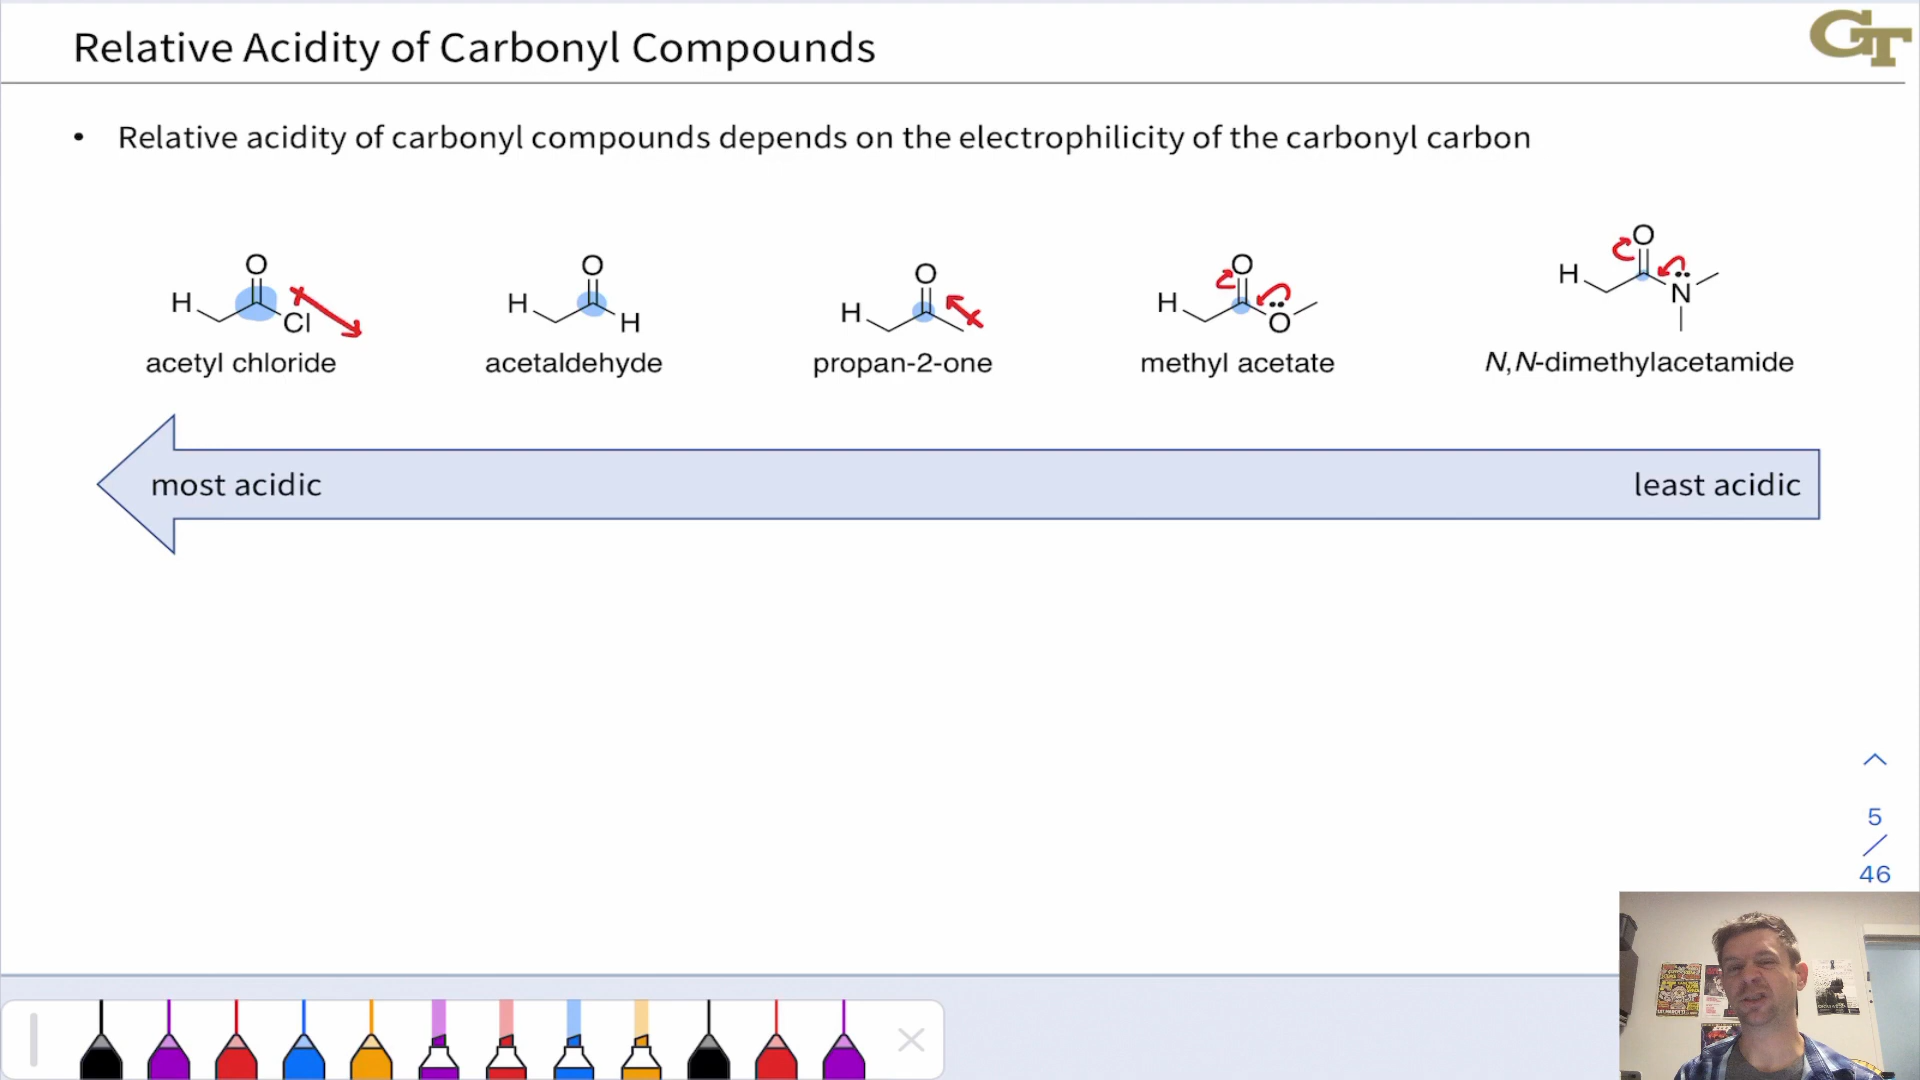 Relative Acidity of Carbonyl Compounds
GT
• Relative acidity of carbonyl compounds depends on the electrophilicity of the carbonyl carbon
O
H
Cl
acetyl chloride
O
H
H
acetaldehyde
O
H
propan-2-one
O
H
O
methyl acetate
O
H
N
N,N-dimethylacetamide
most acidic
least acidic
5
/
46